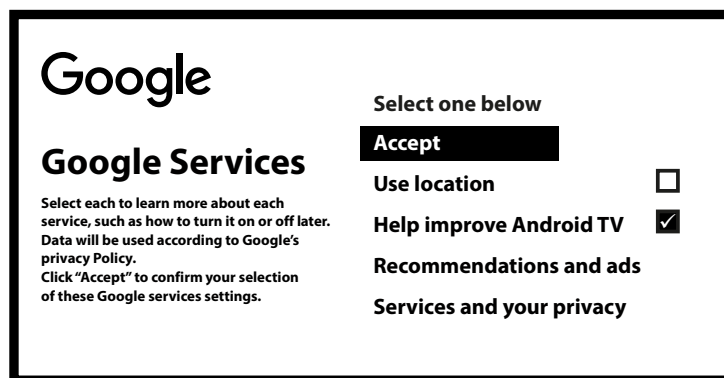 Google
Google Services
Select each to learn more about each
service, such as how to turn it on or off later.
Data will be used according to Google's
privacy Policy.
Click “Accept” to confirm your selection
of these Google services settings.
Select one below
Accept
Use location
Help improve Android TV
Recommendations and ads
Services and your privacy